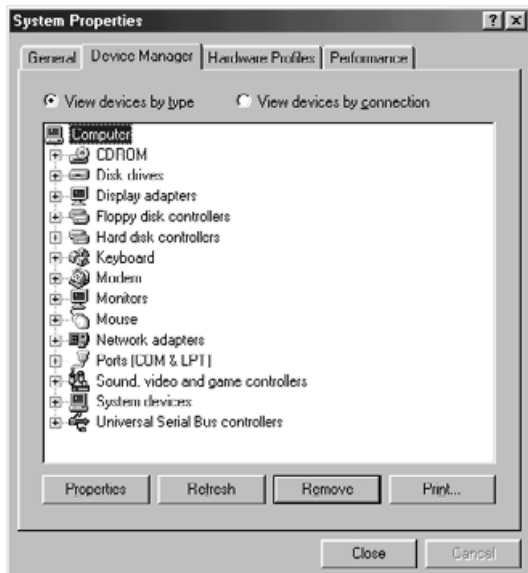 System Properties
General Device Manager Hardware Profiles Performance
View devices by type View devices by connection
Computer
CDROM
Disk drives
Display adapters
Floppy disk controllers
Hard disk controllers
Keyboard
Modem
Monitors
Mouse
Network adapters
Ports (COM & LPT)
Sound, video and game controllers
System devices
Universal Serial Bus controllers
Properties Refresh Remove Print...
Close Cancel